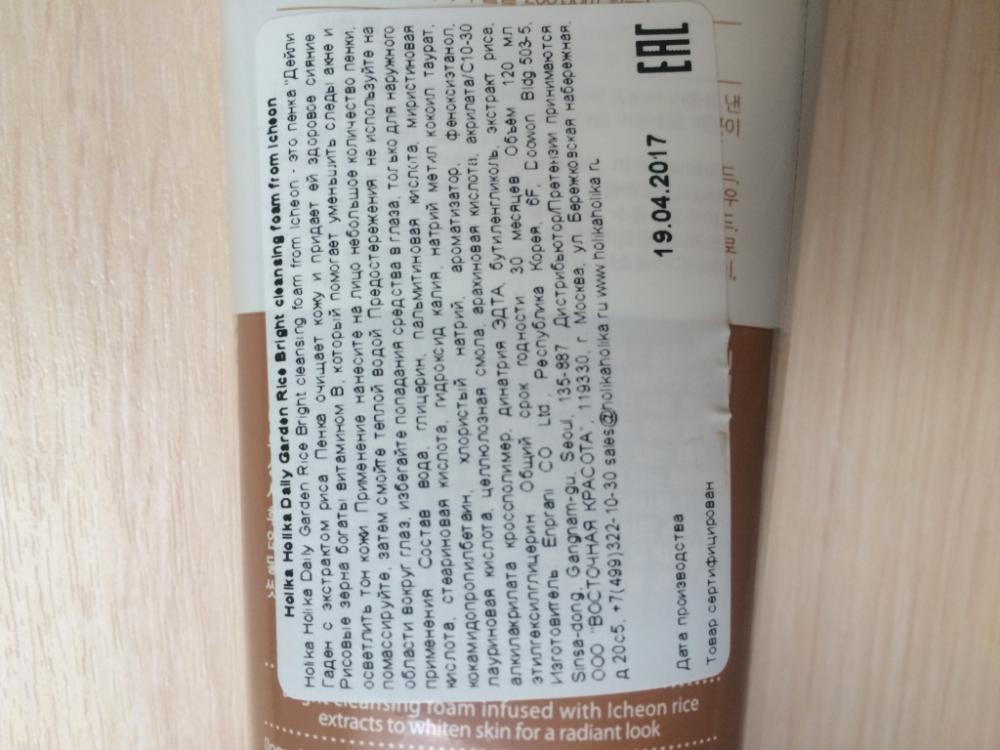 Holika Holika Daily Garden Rice Bright cleansing foam from Icheon
Holika Holika Daily Garden Rice Bright cleansing foam from Icheon - это пенка "Дейли
Гаден с экстрактом риса Пенка очищает кожу и придает ей здоровое сияние
Рисовые зерна богаты витамином В, который помогает уменьшить следы акне и
осветлить тон кожи Применение нанесите на лицо небольшое количество пенки,
помассируйте, затем смойте теплой водой Предостережения не используйте на
области вокруг глаз, избегайте попадания средства в глаза, только для наружного
применения Состав вода, глицерин, пальмитиновая кислота, миристиновая
кислота, стеариновая кислота, гидроксид калия, натрий метил кокоил таурат,
кокамидопропилбетаин, хлористый натрий, ароматизатор, феноксиэтанол,
лауриновая кислота, целлюлозная смола, арахиновая кислота, акрилата/С10-30
алкилакрилата кроссполимер, динатрия ЭДТА, бутиленгликоль, экстракт риса,
этилгексилглицерин Общий срок годности 30 месяцев Объем 120 мл
Изготовитель Enprani CO Ltd, Республика Корея, 6F, Coowon Bldg 503-5,
Sinsa-dong, Gangnam-gu, Seoul, 135-887 Дистрибьютор/Претензии принимаются
ООО "ВОСТОЧНАЯ КРАСОТА", 119330, г Москва, ул Бережковская набережная,
д 20с5, +7(499)322-10-30 sales@holikaholika ru www holikaholika ru
EAC
Дата производства 19.04.2017
Товар сертифицирован
cleansing foam infused with Icheon rice
extracts to whiten skin for a radiant look